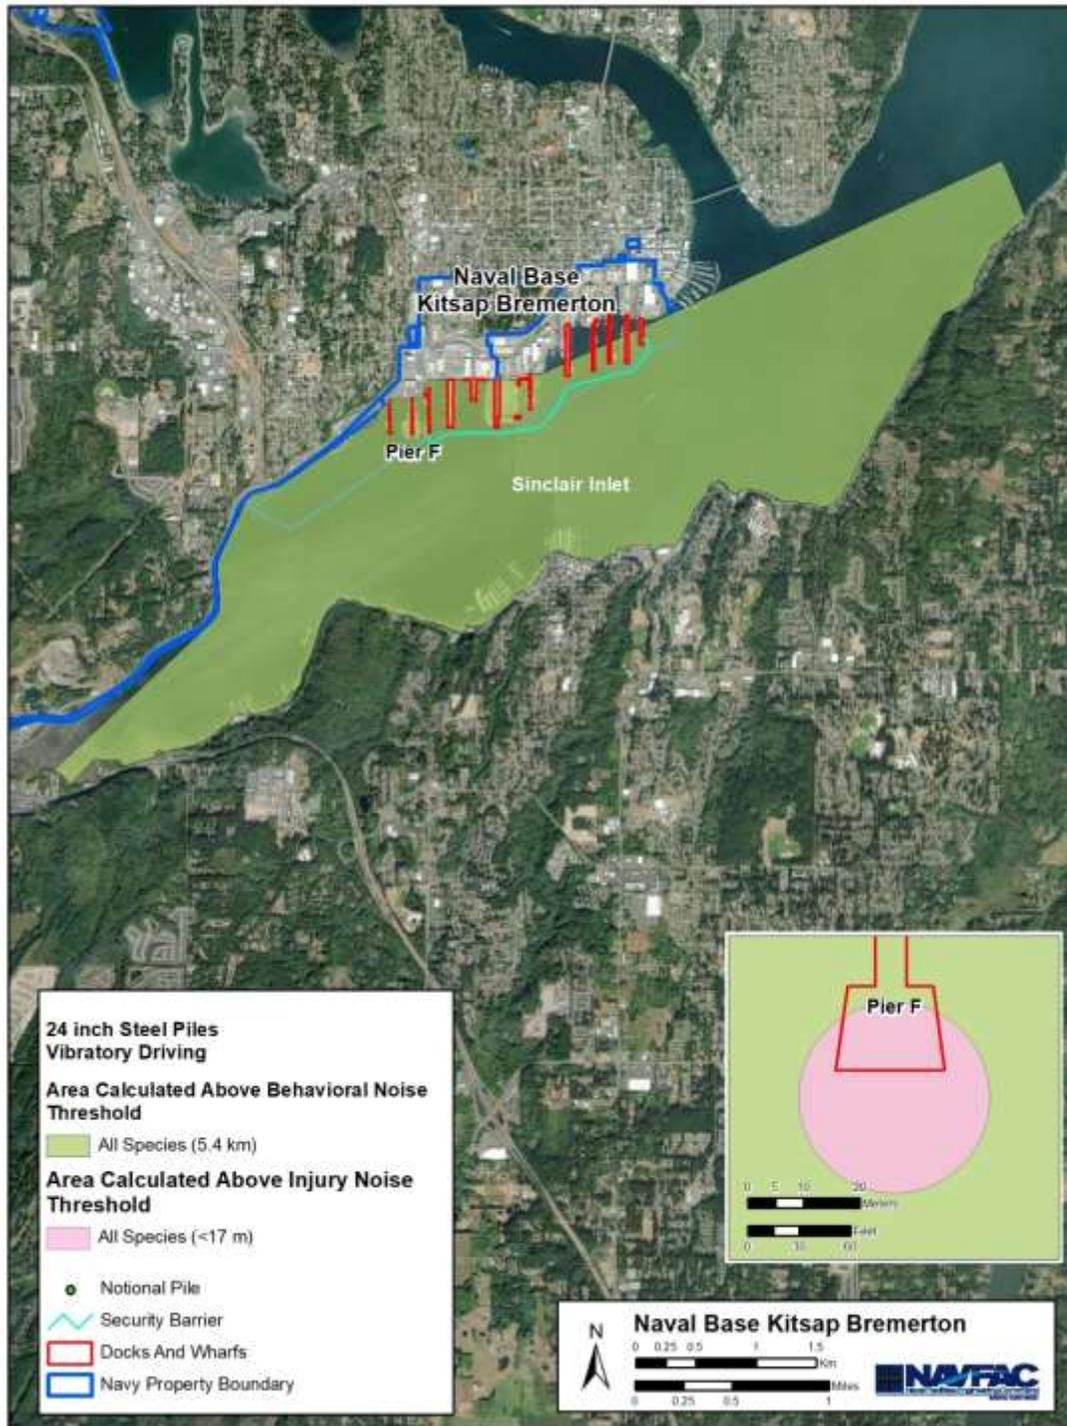 Naval Base
Kitsap Bremerton
Pier F
Sinclair Inlet
24 inch Steel Piles
Vibratory Driving
Area Calculated Above Behavioral Noise
Threshold
All Species (5.4 km)
Area Calculated Above Injury Noise
Threshold
All Species (<17 m)
Notional Pile
Security Barrier
Docks And Wharfs
Navy Property Boundary
Pier F
0 5 10 20
Meters
Feet
0 30 60
N
Naval Base Kitsap Bremerton
0 0.25 0.5 1 1.5
Km
Miles
0 0.25 0.5 1
NAVFAC